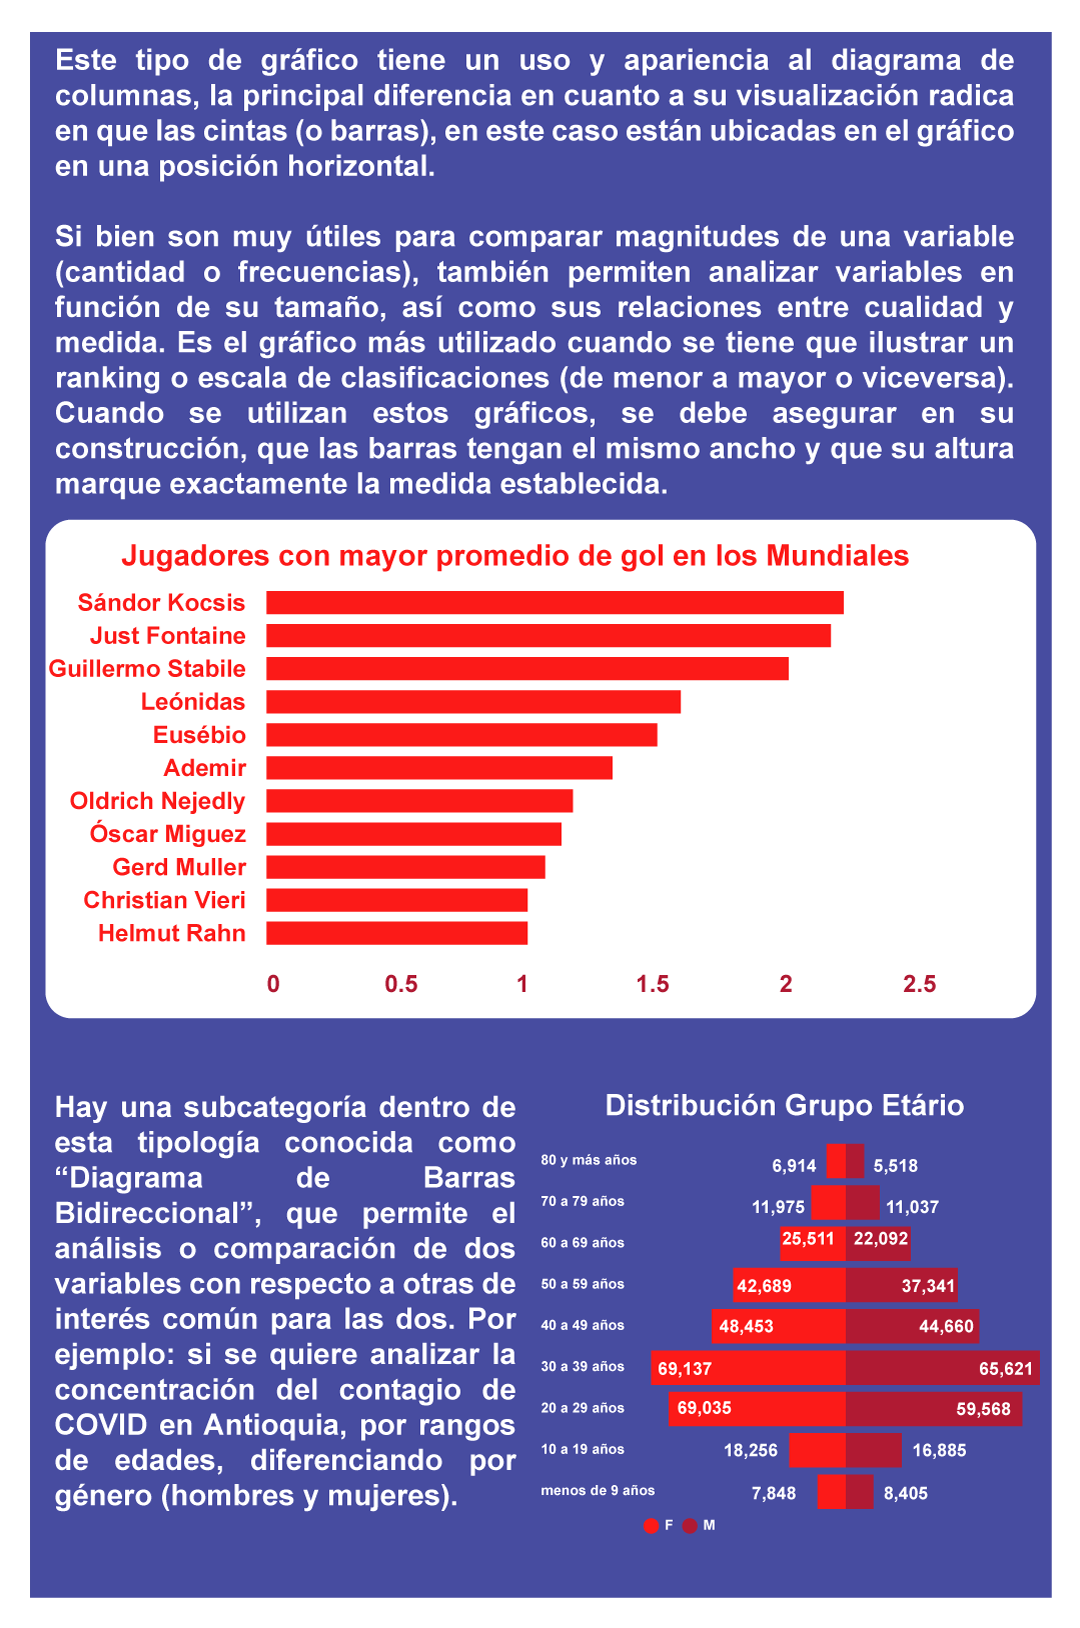 Este tipo de gráfico tiene un uso y apariencia al diagrama de
columnas, la principal diferencia en cuanto a su visualización radica
en que las cintas (o barras), en este caso están ubicadas en el gráfico
en una posición horizontal.
Si bien son muy útiles para comparar magnitudes de una variable
(cantidad o frecuencias), también permiten analizar variables en
función de su tamaño, así como sus relaciones entre cualidad y
medida. Es el gráfico más utilizado cuando se tiene que ilustrar un
ranking o escala de clasificaciones (de menor a mayor o viceversa).
Cuando se utilizan estos gráficos, se debe asegurar en su
construcción, que las barras tengan el mismo ancho y que su altura
marque exactamente la medida establecida.
Jugadores con mayor promedio de gol en los Mundiales
Sándor Kocsis
Just Fontaine
Guillermo Stabile
Leónidas
Eusébio
Ademir
Oldrich Nejedly
Óscar Miguez
Gerd Muller
Christian Vieri
Helmut Rahn
0 0.5 1 1.5 2 2.5
Hay una subcategoría dentro de
esta tipología conocida como
“Diagrama de Barras
Bidireccional”, que permite el
análisis o comparación de dos
variables con respecto a otras de
interés común para las dos. Por
ejemplo: si se quiere analizar la
concentración del contagio de
COVID en Antioquia, por rangos
de edades, diferenciando por
género (hombres y mujeres).
Distribución Grupo Etário
80 y más años 6,914 5,518
70 a 79 años 11,975 11,037
60 a 69 años 25,511 22,092
50 a 59 años 42,689 37,341
40 a 49 años 48,453 44,660
30 a 39 años 69,137 65,621
20 a 29 años 69,035 59,568
10 a 19 años 18,256 16,885
menos de 9 años 7,848 8,405
F M